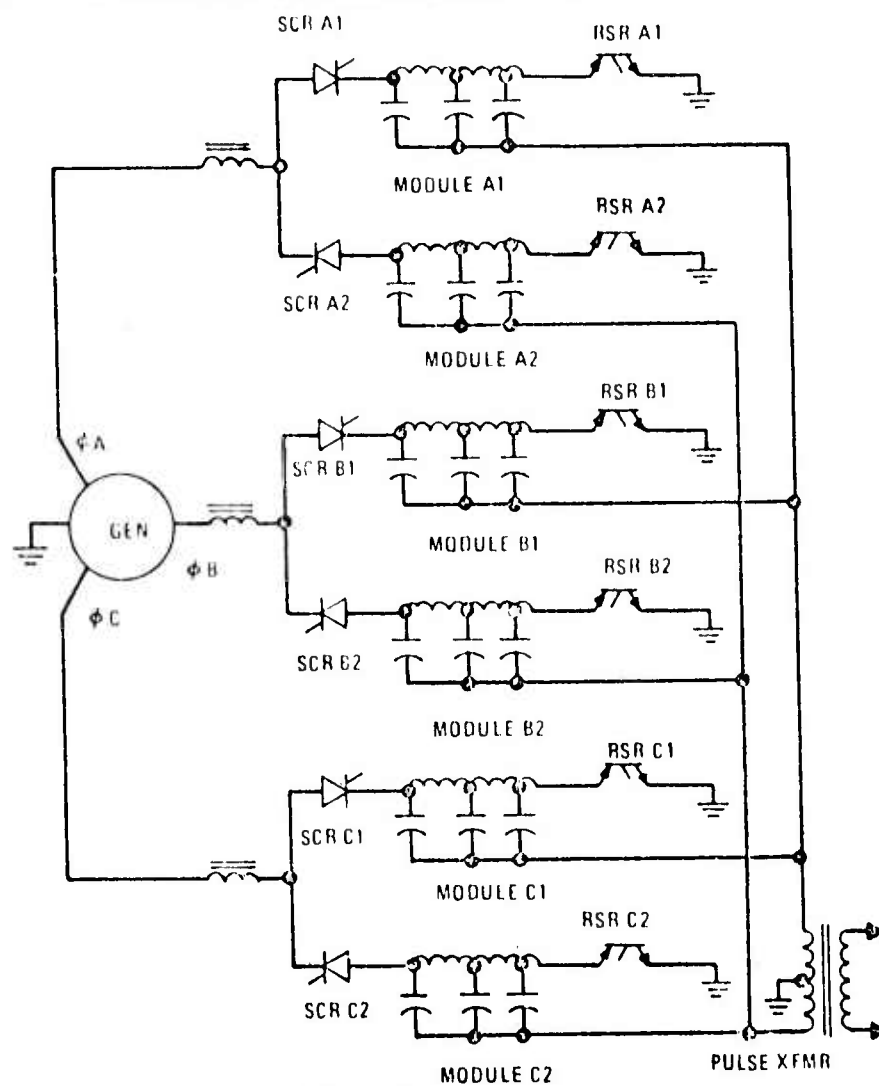 SCR A1
RSR A1
MODULE A1
RSR A2
SCR A2
MODULE A2
RSR B1
ϕA
SCR B1
GEN
MODULE B1
ϕB
RSR B2
ϕC
SCR B2
MODULE B2
RSR C1
SCR C1
MODULE C1
RSR C2
SCR C2
PULSE XFMR
MODULE C2